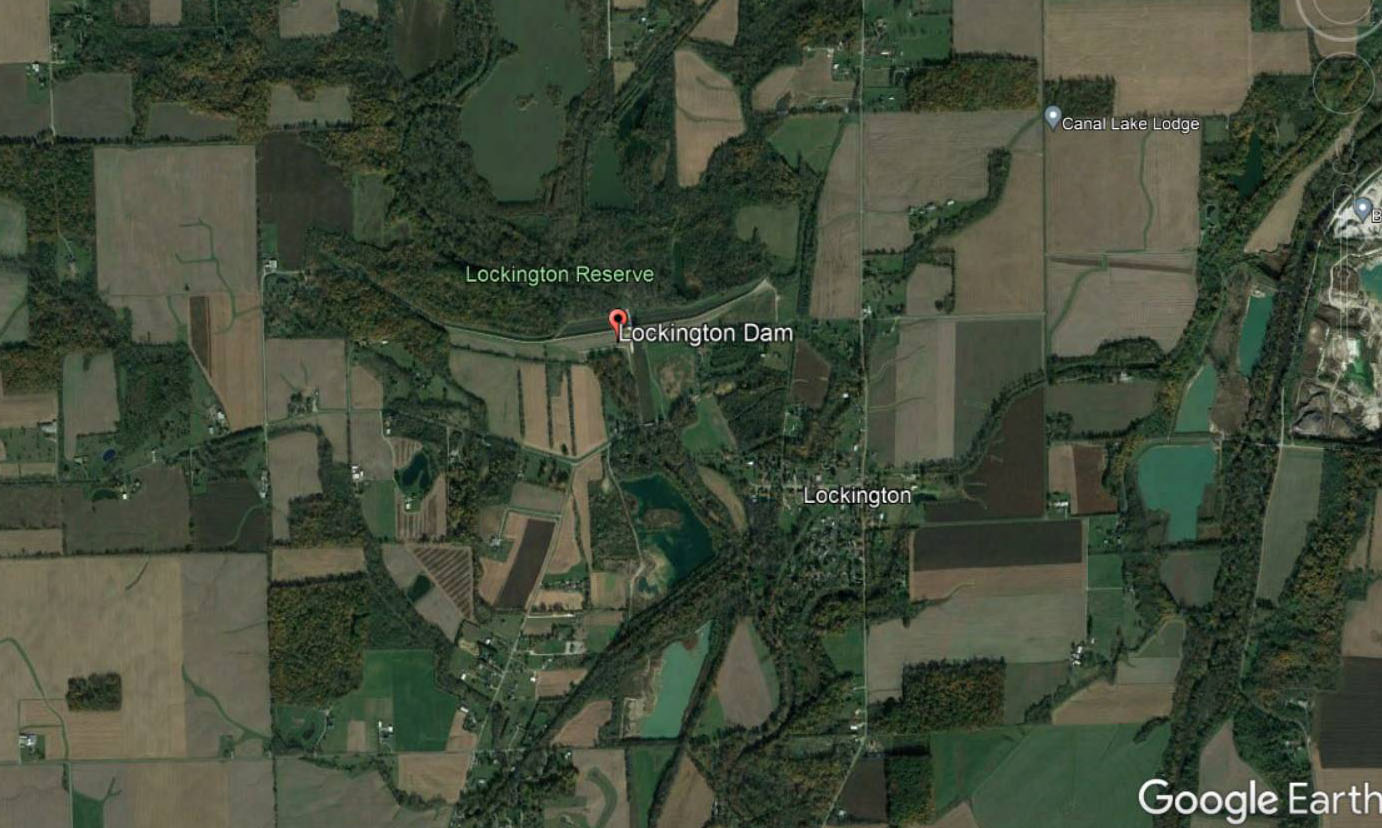 Canal Lake Lodge
B
Lockington Reserve
Lockington Dam
Lockington
Google Earth